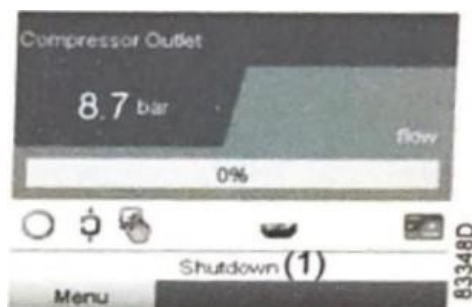 Compressor Outlet
8.7 bar
flow
0%
Shutdown (1)
Menu
83348D